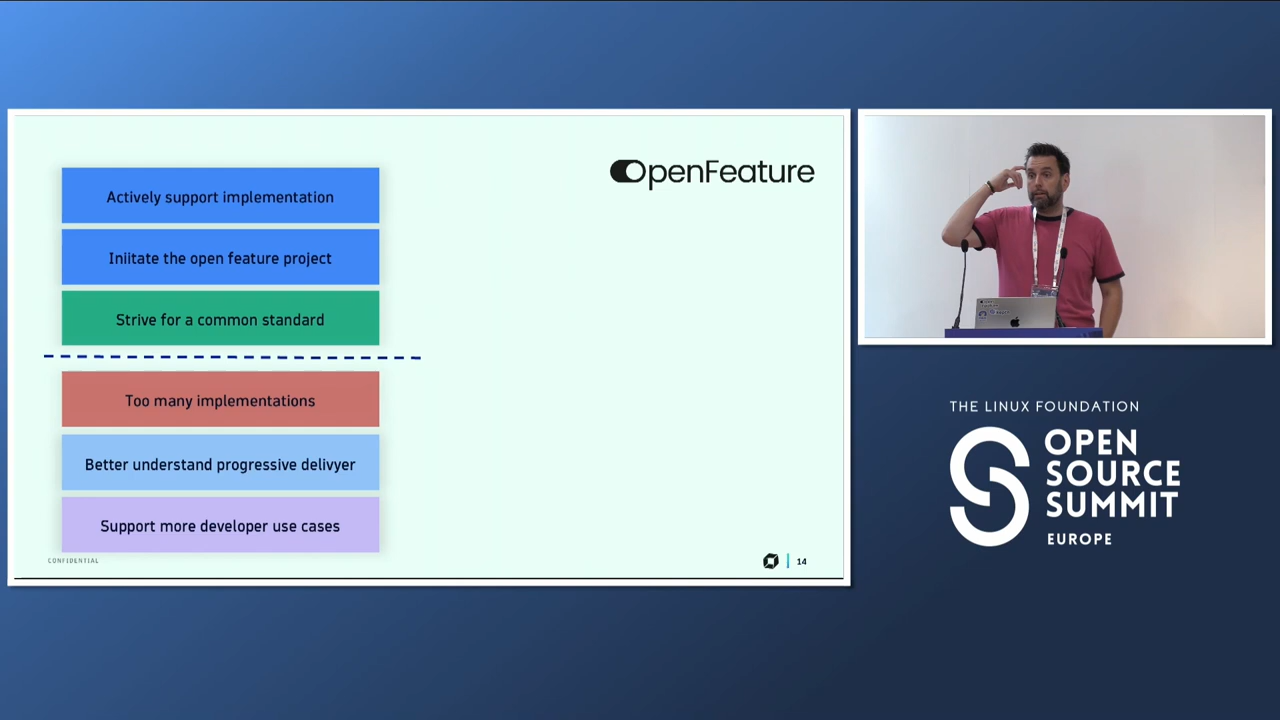 OpenFeature
Actively support implementation
Iniitate the open feature project
Strive for a common standard
Too many implementations
Better understand progressive delivyer
Support more developer use cases
CONFIDENTIAL
14
THE LINUX FOUNDATION
OPEN
SOURCE
SUMMIT
EUROPE